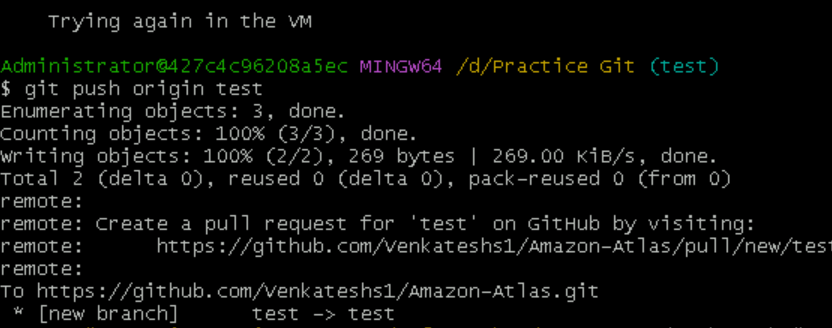 Trying again in the VM
Administrator@427c4c96208a5ec MINGW64 /d/Practice Git (test)
$ git push origin test
Enumerating objects: 3, done.
Counting objects: 100% (3/3), done.
Writing objects: 100% (2/2), 269 bytes | 269.00 KiB/s, done.
Total 2 (delta 0), reused 0 (delta 0), pack-reused 0 (from 0)
remote:
remote: Create a pull request for 'test' on GitHub by visiting:
remote:      https://github.com/Venkateshs1/Amazon-Atlas/pull/new/test
remote:
To https://github.com/Venkateshs1/Amazon-Atlas.git
 * [new branch]      test -> test